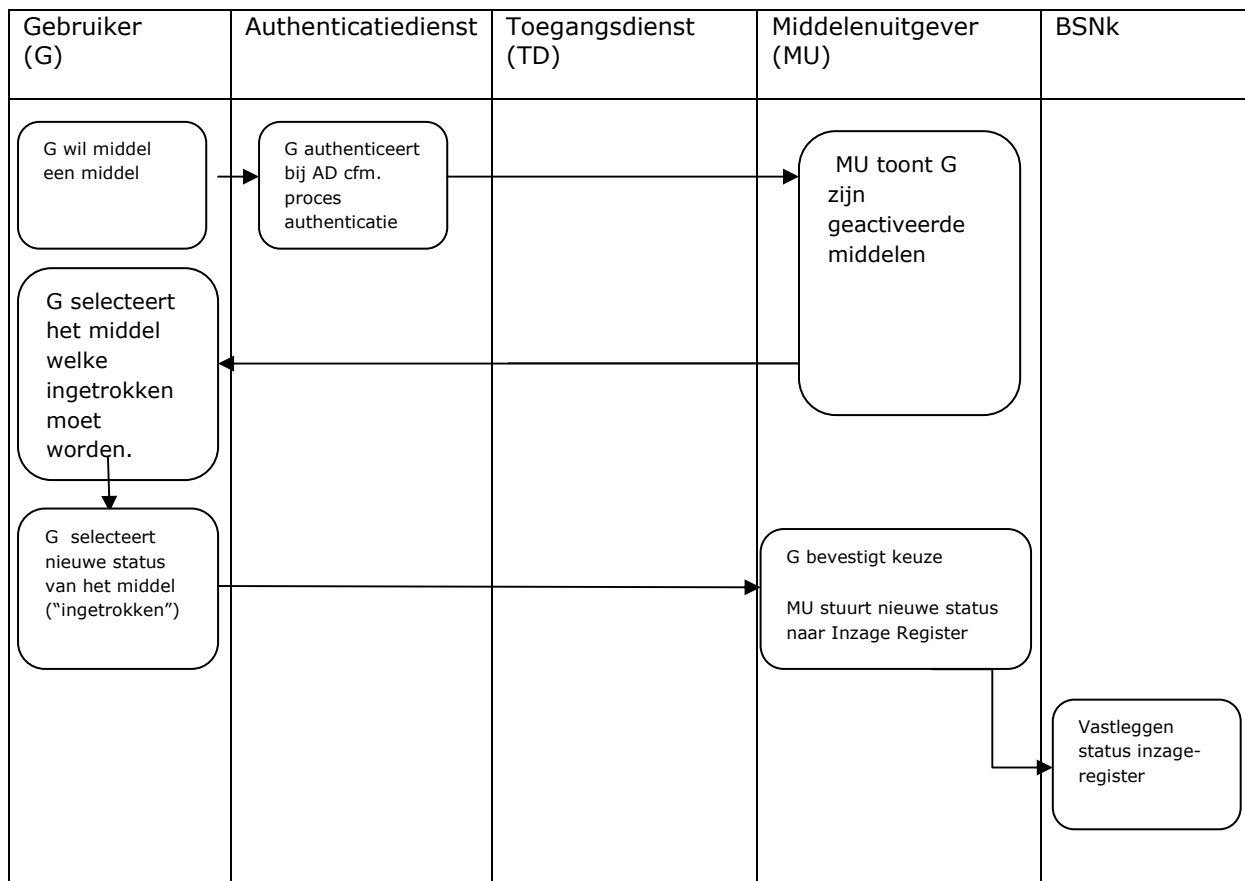 Gebruiker
(G)
Authenticatiedienst
Toegangsdienst
(TD)
Middelenuitgever
(MU)
BSNk
G wil middel
een middel
G authenticeert
bij AD cfm.
proces
authenticatie
MU toont G
zijn
geactiveerde
middelen
G selecteert
het middel
welke
ingetrokken
moet
worden.
G selecteert
nieuwe status
van het middel
(“ingetrokken”)
G bevestigt keuze
MU stuurt nieuwe status
naar Inzage Register
Vastleggen
status inzage-
register